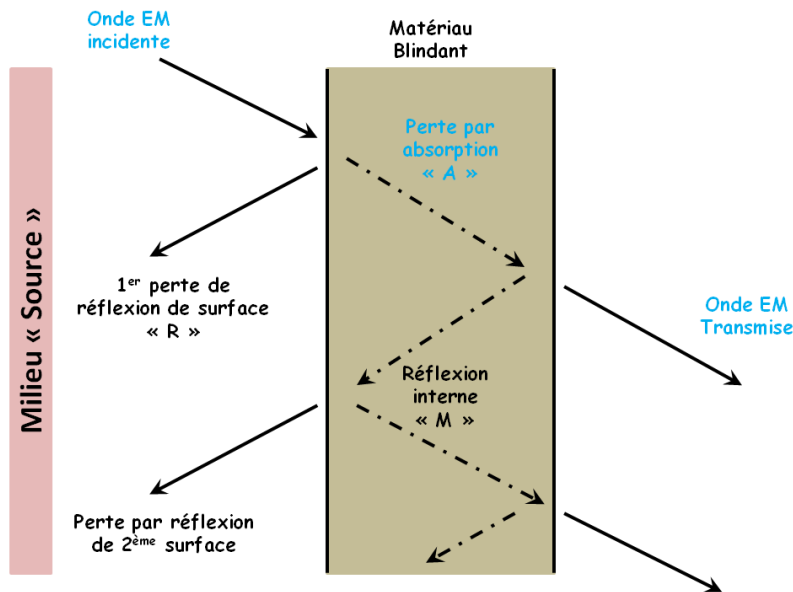 Onde EM
incidente
Matériau
Blindant
Milieu « Source »
Perte par
absorption
« A »
1er perte de
réflexion de surface
« R »
Onde EM
Transmise
Réflexion
interne
« M »
Perte par réflexion
de 2ème surface